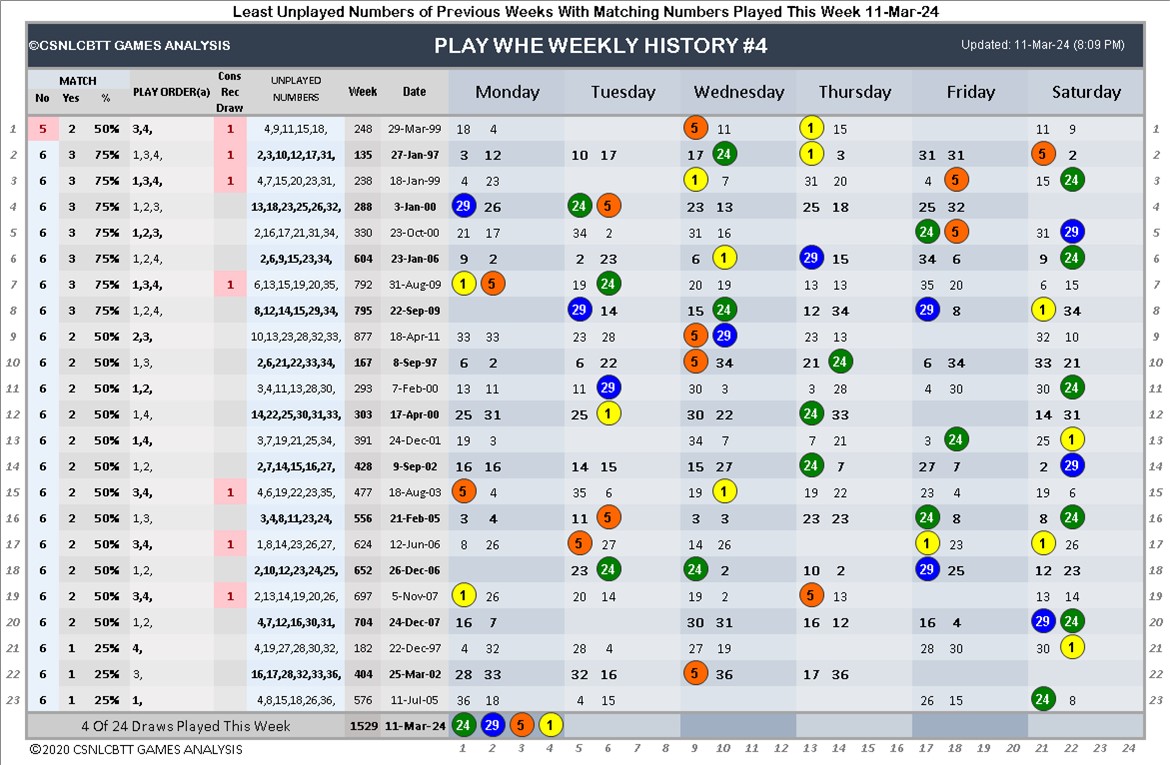 Least Unplayed Numbers of Previous Weeks With Matching Numbers Played This Week 11-Mar-24
©CSNLCBTT GAMES ANALYSIS PLAY WHE WEEKLY HISTORY #4 Updated: 11-Mar-24 (8:09 PM)
MATCH Cons UNPLAYED
No Yes % PLAY ORDER(a) Rec Draw NUMBERS Week Date Monday Tuesday Wednesday Thursday Friday Saturday
1 5 2 50% 3,4, 1 4,9,11,15,18, 248 29-Mar-99 18 4 5 11 1 15 11 9 1
2 6 3 75% 1,3,4, 1 2,3,10,12,17,31, 135 27-Jan-97 3 12 10 17 17 24 1 3 31 31 5 2 2
3 6 3 75% 1,3,4, 1 4,7,15,20,23,31, 238 18-Jan-99 4 23 1 7 31 20 4 5 15 24 3
4 6 3 75% 1,2,3, 13,18,23,25,26,32, 288 3-Jan-00 29 26 24 5 23 13 25 18 25 32 4
5 6 3 75% 1,2,3, 2,16,17,21,31,34, 330 23-Oct-00 21 17 34 2 31 16 24 5 31 29 5
6 6 3 75% 1,2,4, 2,6,9,15,23,34, 604 23-Jan-06 9 2 2 23 6 1 29 15 34 6 9 24 6
7 6 3 75% 1,3,4, 1 6,13,15,19,20,35, 792 31-Aug-09 1 5 19 24 20 19 13 13 35 20 6 15 7
8 6 3 75% 1,2,4, 8,12,14,15,29,34, 795 22-Sep-09 29 14 15 24 12 34 29 8 1 34 8
9 6 2 50% 2,3, 10,13,23,28,32,33, 877 18-Apr-11 33 33 23 28 5 29 23 13 32 10 9
10 6 2 50% 1,3, 2,6,21,22,33,34, 167 8-Sep-97 6 2 6 22 5 34 21 24 6 34 33 21 10
11 6 2 50% 1,2, 3,4,11,13,28,30, 293 7-Feb-00 13 11 11 29 30 3 3 28 4 30 30 24 11
12 6 2 50% 1,4, 14,22,25,30,31,33, 303 17-Apr-00 25 31 25 1 30 22 24 33 14 31 12
13 6 2 50% 1,4, 3,7,19,21,25,34, 391 24-Dec-01 19 3 34 7 7 21 3 24 25 1 13
14 6 2 50% 1,2, 2,7,14,15,16,27, 428 9-Sep-02 16 16 14 15 15 27 24 7 27 7 2 29 14
15 6 2 50% 3,4, 1 4,6,19,22,23,35, 477 18-Aug-03 5 4 35 6 19 1 19 22 23 4 19 6 15
16 6 2 50% 1,3, 3,4,8,11,23,24, 556 21-Feb-05 3 4 11 5 3 3 23 23 24 8 8 24 16
17 6 2 50% 3,4, 1 1,8,14,23,26,27, 624 12-Jun-06 8 26 5 27 14 26 1 23 1 26 17
18 6 2 50% 1,2, 2,10,12,23,24,25, 652 26-Dec-06 23 24 24 2 10 2 29 25 12 23 18
19 6 2 50% 3,4, 1 2,13,14,19,20,26, 697 5-Nov-07 1 26 20 14 19 2 5 13 13 14 19
20 6 2 50% 1,2, 4,7,12,16,30,31, 704 24-Dec-07 16 7 30 31 16 12 16 4 29 24 20
21 6 1 25% 4, 4,19,27,28,30,32, 182 22-Dec-97 4 32 28 4 27 19 28 30 30 1 21
22 6 1 25% 3, 16,17,28,32,33,36, 404 25-Mar-02 28 33 32 16 5 36 17 36 22
23 6 1 25% 1, 4,8,15,18,26,36, 576 11-Jul-05 36 18 4 15 26 15 24 8 23
4 Of 24 Draws Played This Week 1529 11-Mar-24 24 29 5 1
©2020 CSNLCBTT GAMES ANALYSIS 1 2 3 4 5 6 7 8 9 10 11 12 13 14 15 16 17 18 19 20 21 22 23 24